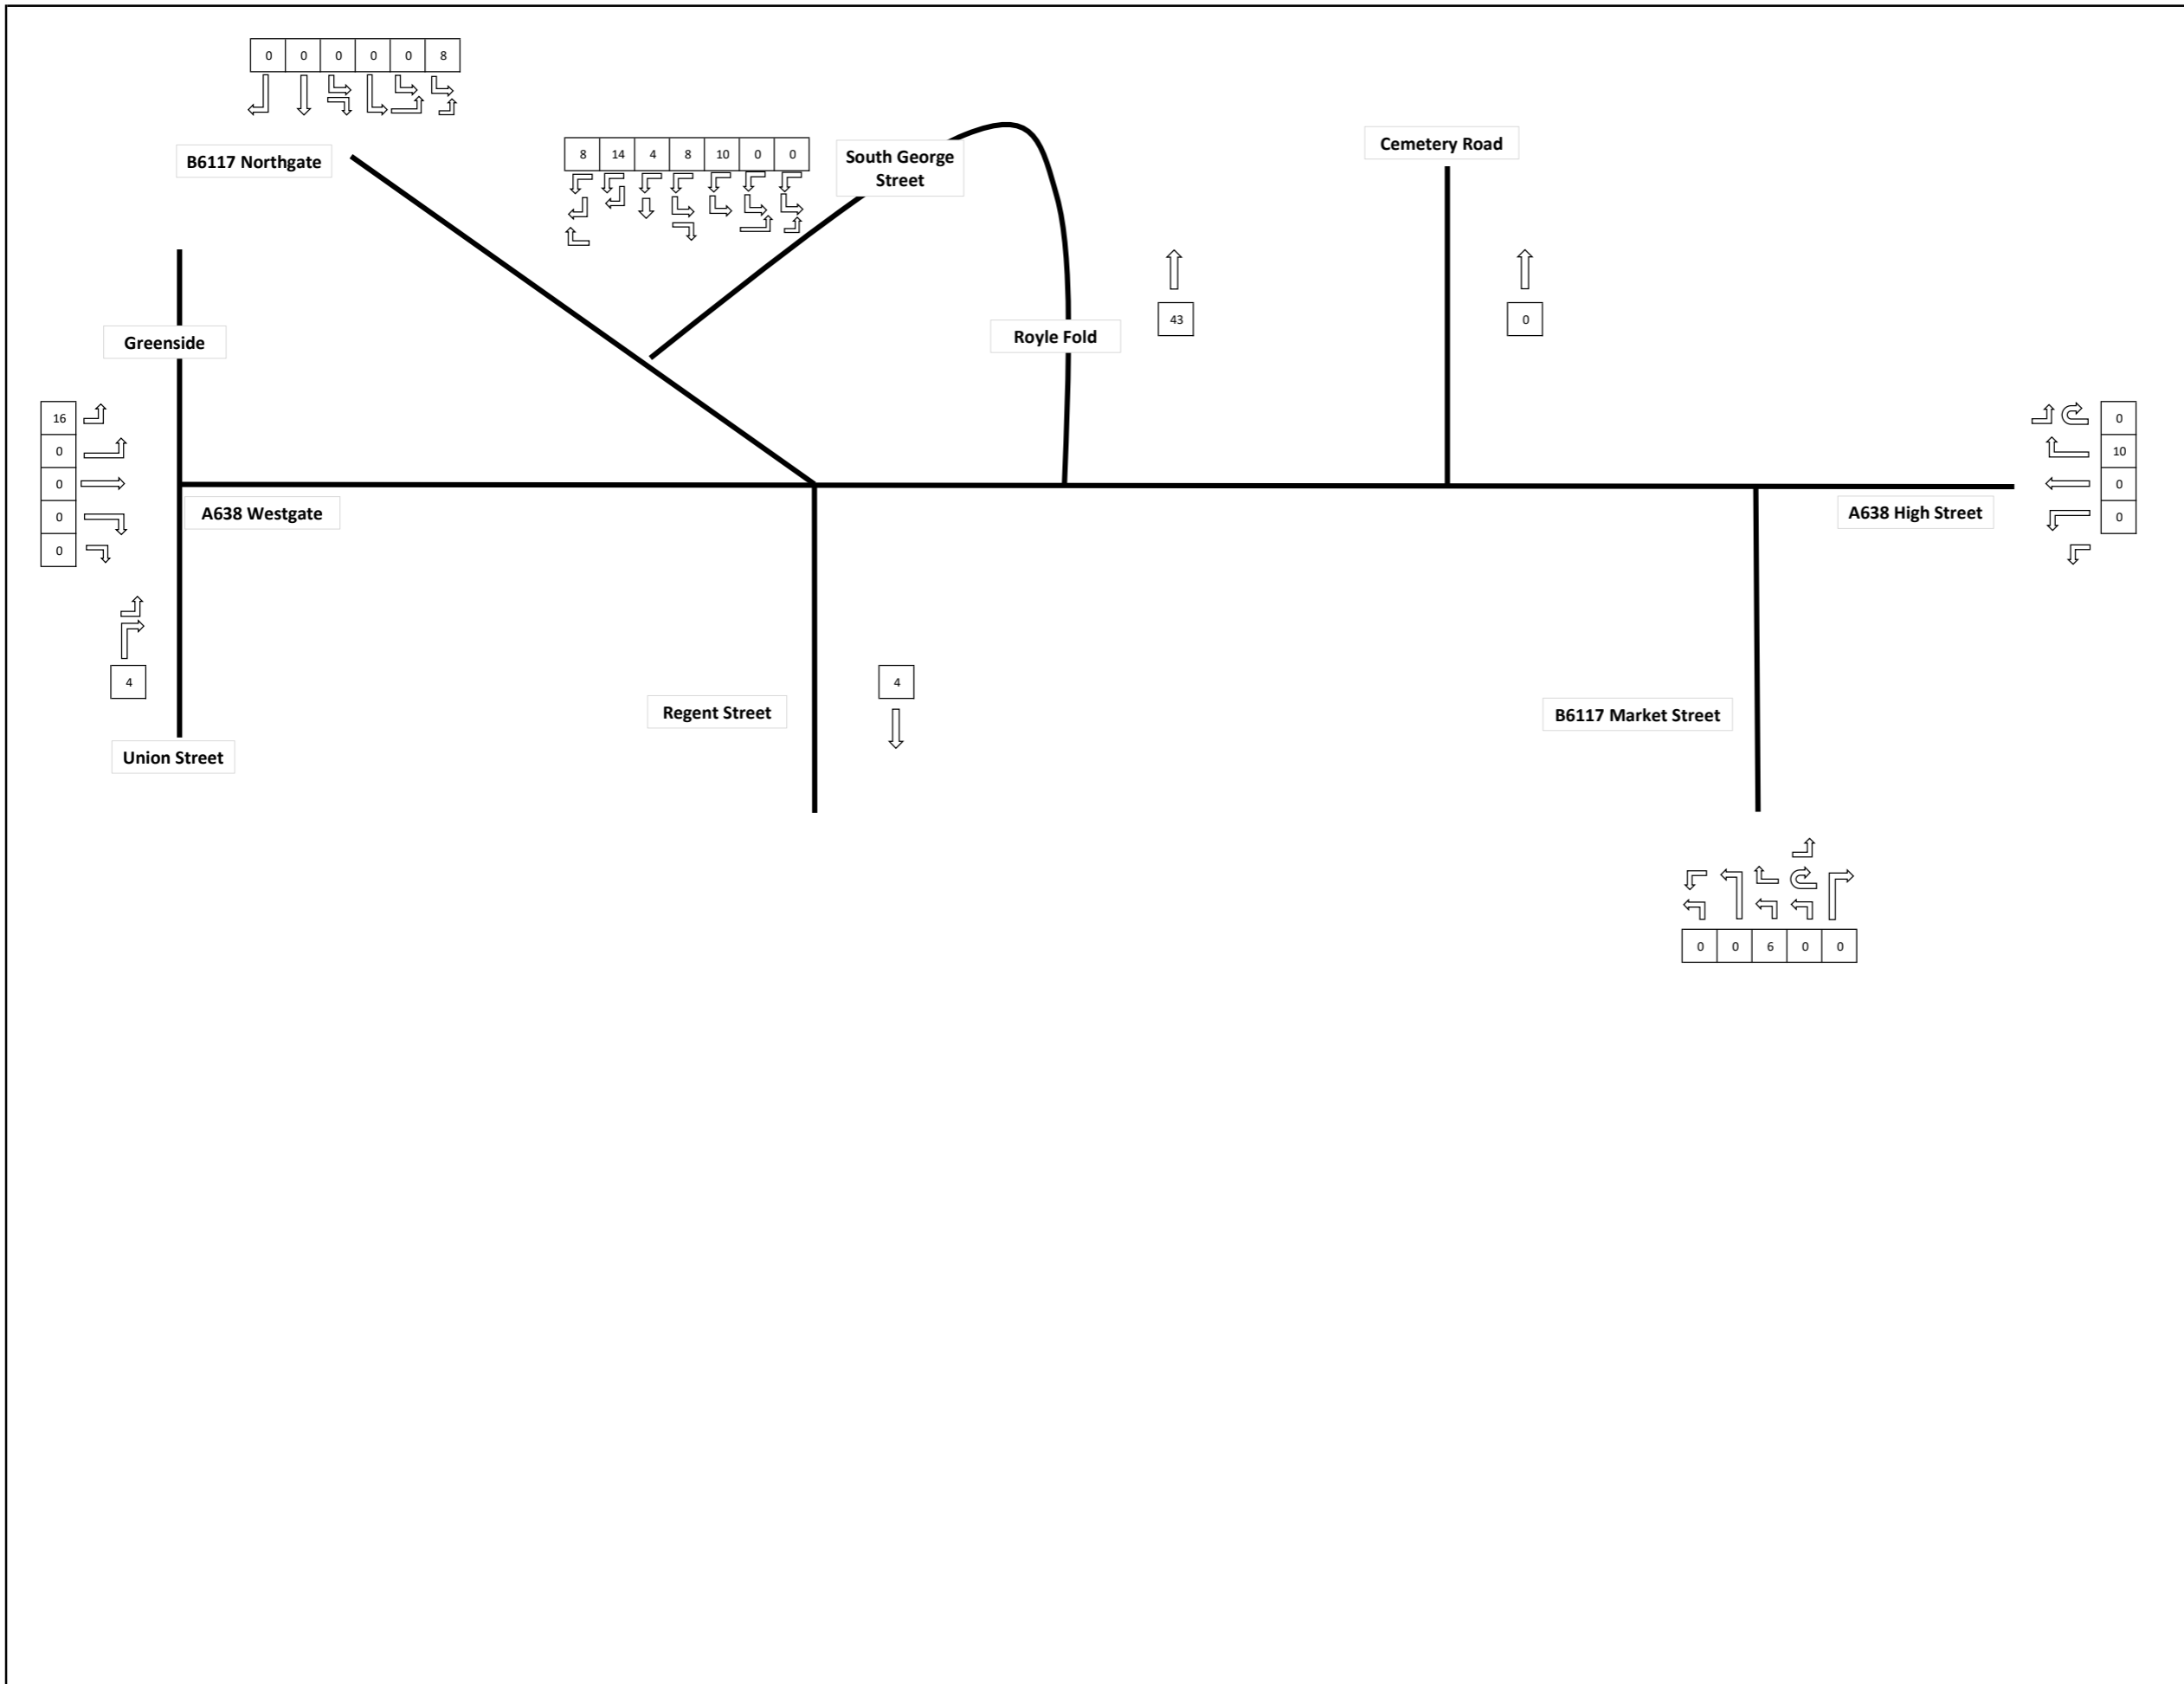 0 0 0 0 0 8
B6117 Northgate
8 14 4 8 10 0 0
South George
Street
Cemetery Road
Greenside
Royle Fold
43
0
16
0
0
0
0
0
10
0
0
A638 Westgate
A638 High Street
4
4
Regent Street
B6117 Market Street
Union Street
0 0 6 0 0